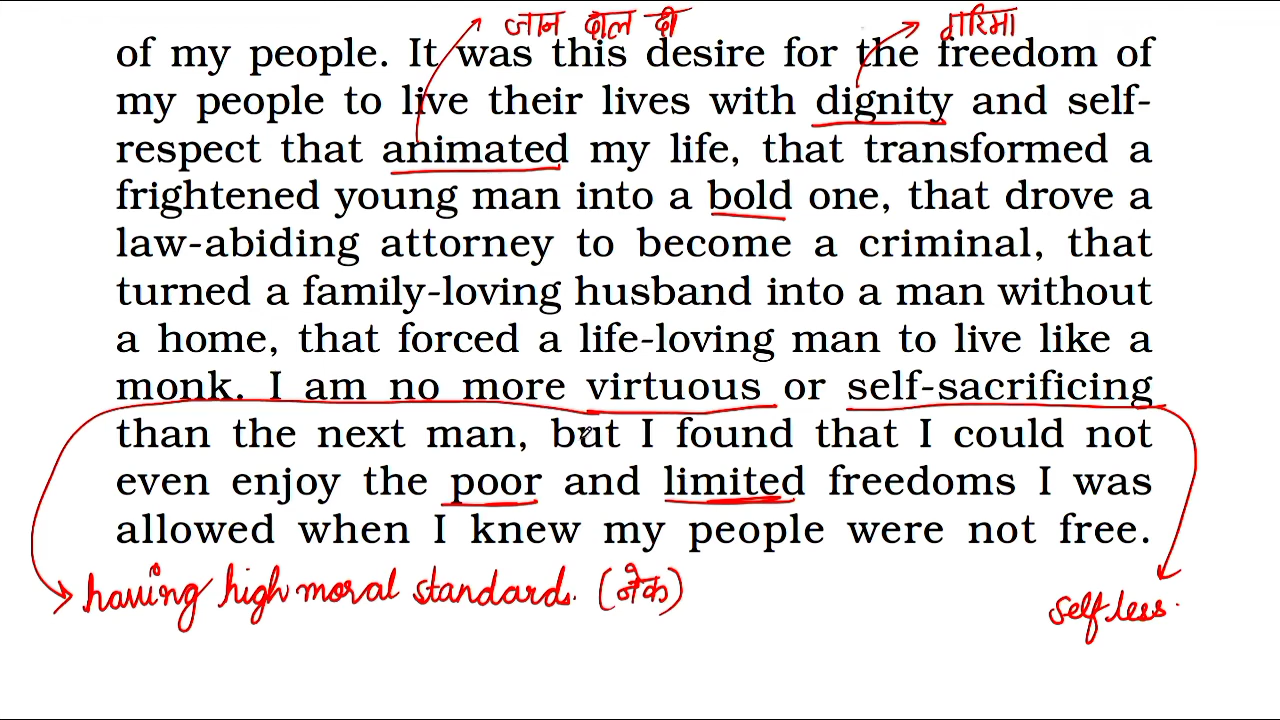 जान डाल दी गरिमा
of my people. It was this desire for the freedom of
my people to live their lives with dignity and self-
respect that animated my life, that transformed a
frightened young man into a bold one, that drove a
law-abiding attorney to become a criminal, that
turned a family-loving husband into a man without
a home, that forced a life-loving man to live like a
monk. I am no more virtuous or self-sacrificing
than the next man, but I found that I could not
even enjoy the poor and limited freedoms I was
allowed when I knew my people were not free.
having high moral standards. (नेक)
selfless.